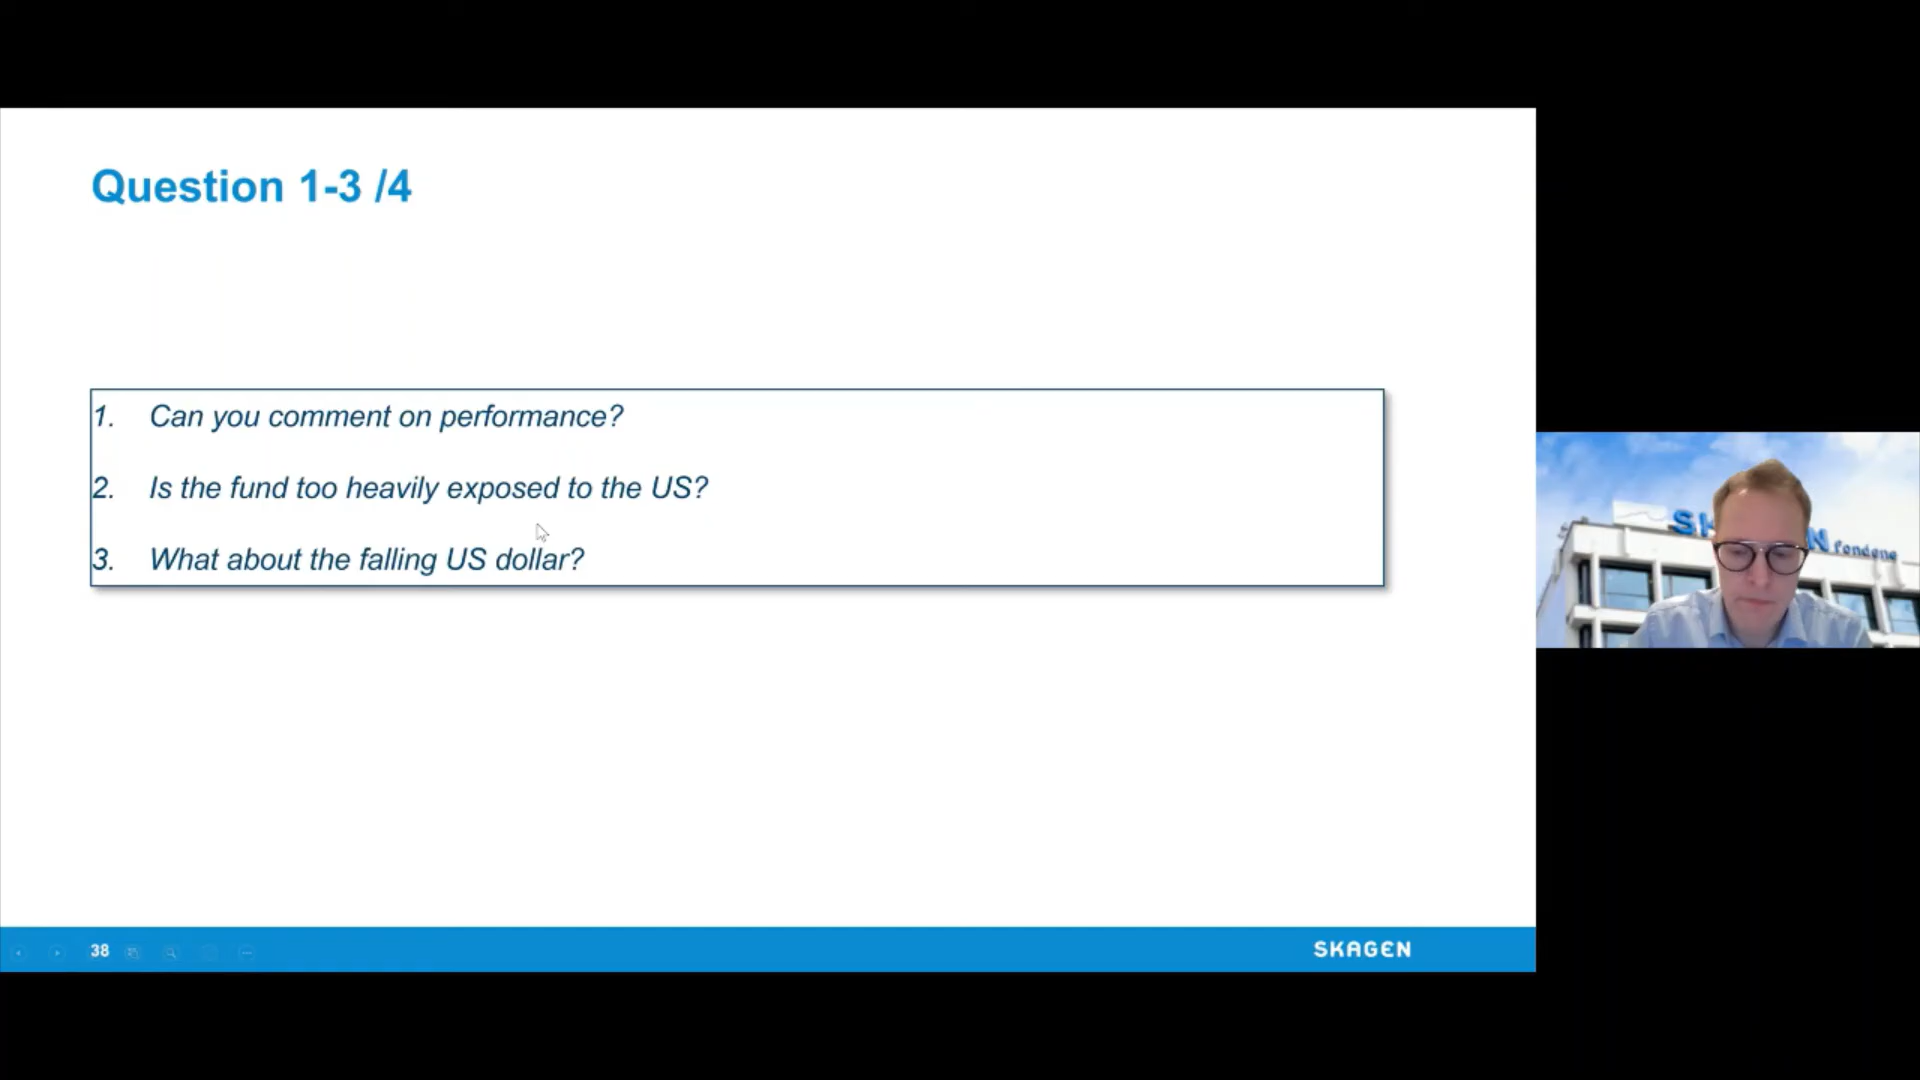 Question 1-3 /4
1. Can you comment on performance?
2. Is the fund too heavily exposed to the US?
3. What about the falling US dollar?
38
SKAGEN
fondene